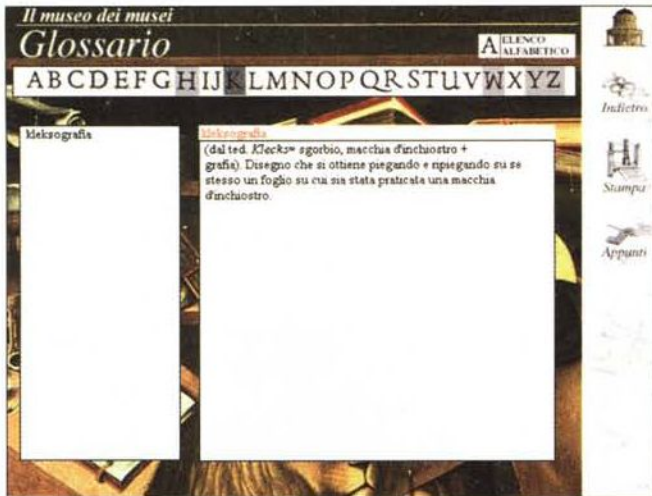 Il museo dei musei
Glossario
A ELENCO ALFABETICO
ABCDEFGHIJKLMNOPQRSTUVWXYZ
kleksografia
kleksografia
(dal ted. Klecks= sgorbio, macchia d'inchiostro +
grafia). Disegno che si ottiene piegando e ripiegando su se
stesso un foglio su cui sia stata praticata una macchia
d'inchiostro.
Indietro
Stampa
Appunti